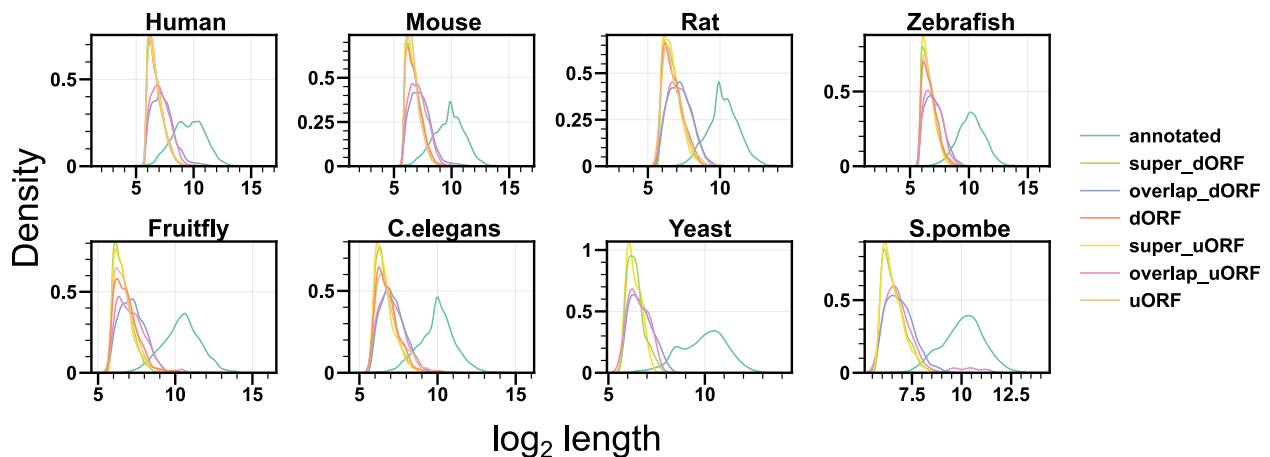 Human Mouse Rat Zebrafish
0.5
0
5 10 15
0.5
0.25
0
5 10 15
0.5
0.25
0
5 10 15
0.5
0
5 10 15
Density
Fruitfly C.elegans Yeast S.pombe
0.5
0
5 10 15
0.5
0
5 10 15
1
0.5
0
5 10
0.5
0
7.5 10 12.5
log₂ length
annotated
super_dORF
overlap_dORF
dORF
super_uORF
overlap_uORF
uORF